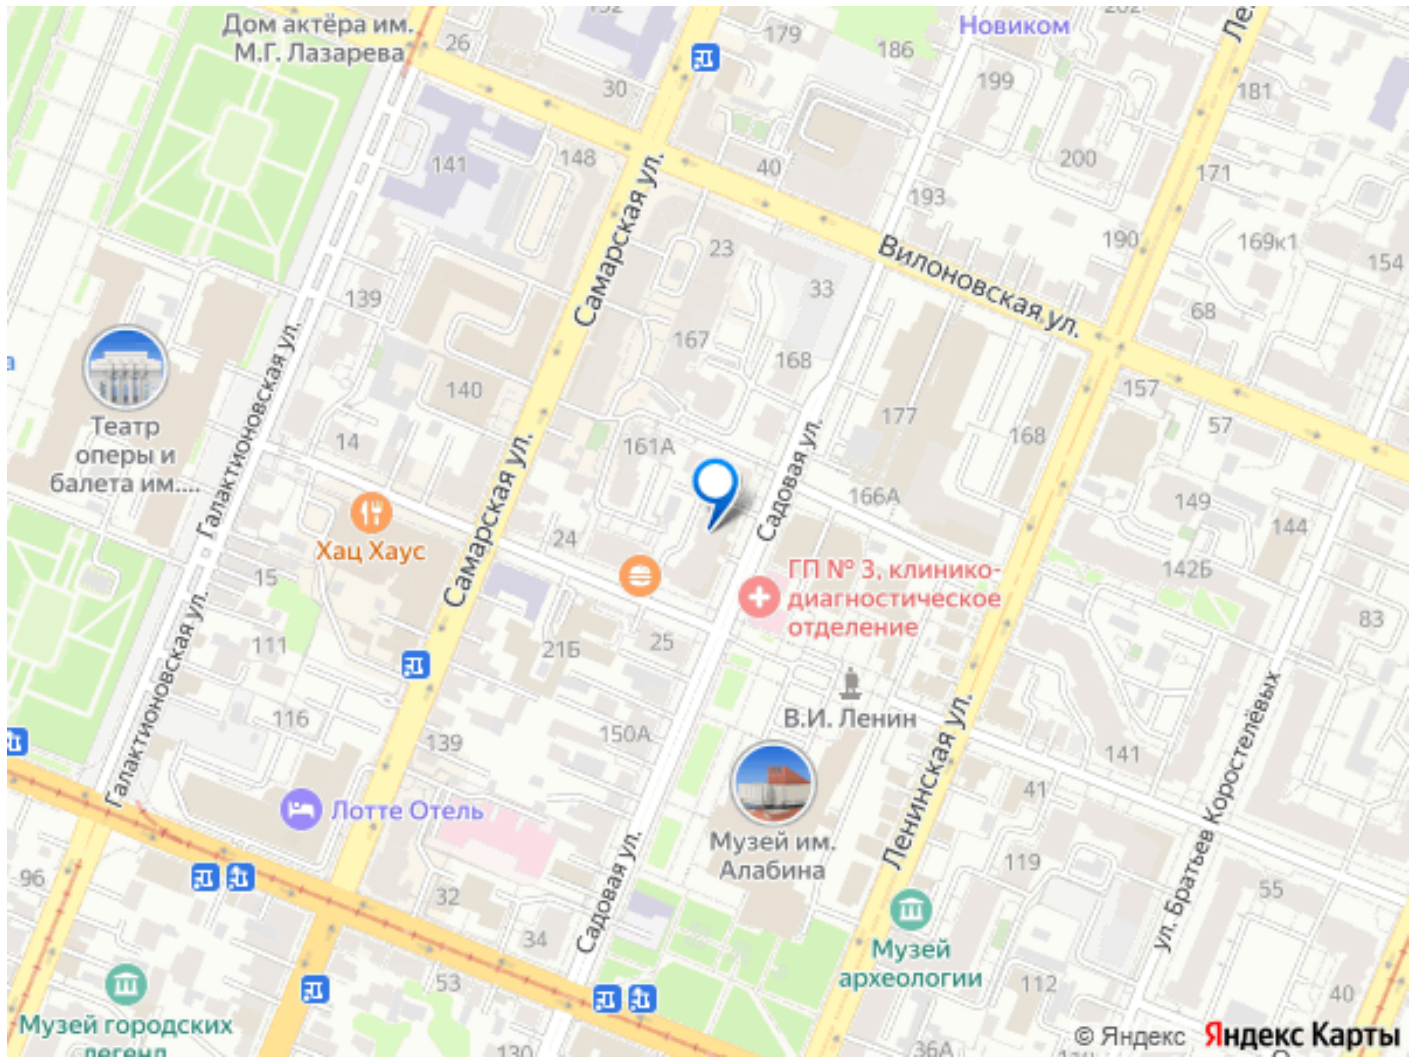 Дом актёра им.
М.Г. Лазарева
26
179
186
Новиком
199
181
30
141
148
40
200
171
193
Самарская ул.
23
Вилоновская ул.
190
169к1
154
139
33
68
167
168
140
157
Театр
оперы и
балета им....
Галактионовская ул.
14
Самарская ул.
161А
177
168
57
Садовая ул.
166А
149
144
Хац Хаус
24
15
ГП № 3, клинико-
диагностическое
отделение
142Б
83
111
21Б
25
Галактионовская ул.
116
139
150А
В.И. Ленин
Ленинская ул.
141
ул. Братьев Коростелёвых
41
Лотте Отель
Музей им.
Алабина
119
96
32
Садовая ул.
55
34
Музей
археологии
53
112
40
Музей городских
легенд
130
36А
© Яндекс Яндекс Карты